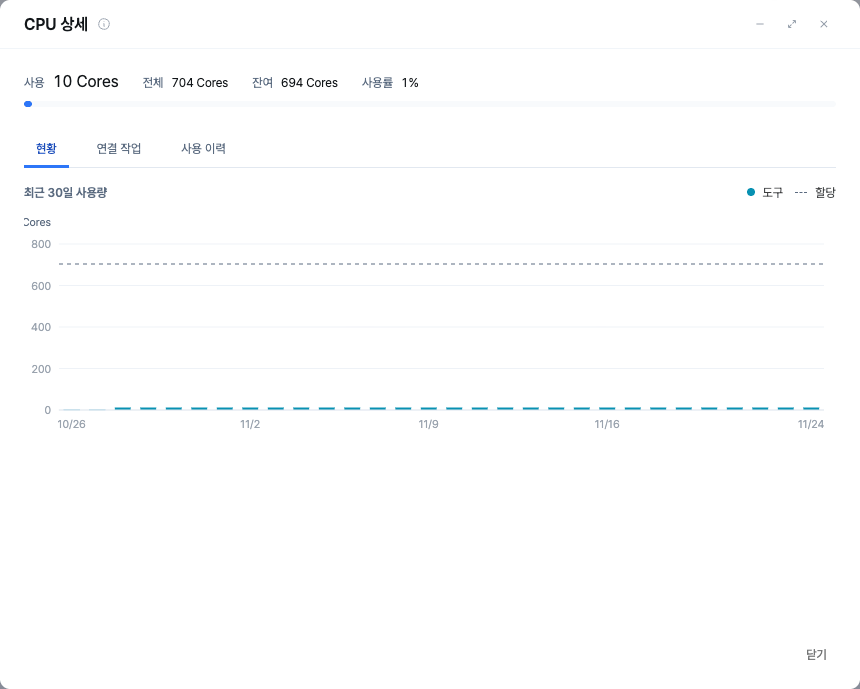 CPU 상세
사용 10 Cores 전체 704 Cores 잔여 694 Cores 사용률 1%
현황 연결 작업 사용 이력
최근 30일 사용량 도구 할당
Cores
800
600
400
200
0
10/26 11/2 11/9 11/16 11/24
닫기